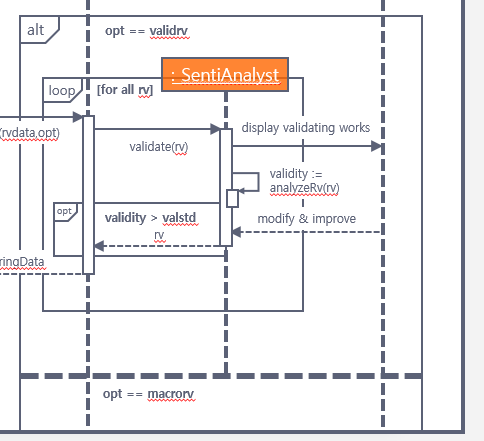 alt
opt == validrv
: SentiAnalyst
loop
[for all rv]
display validating works
(rvdata,opt)
validate(rv)
validity :=
analyzeRv(rv)
opt
validity > valstd
modify & improve
rv
ringData
opt == macrorv